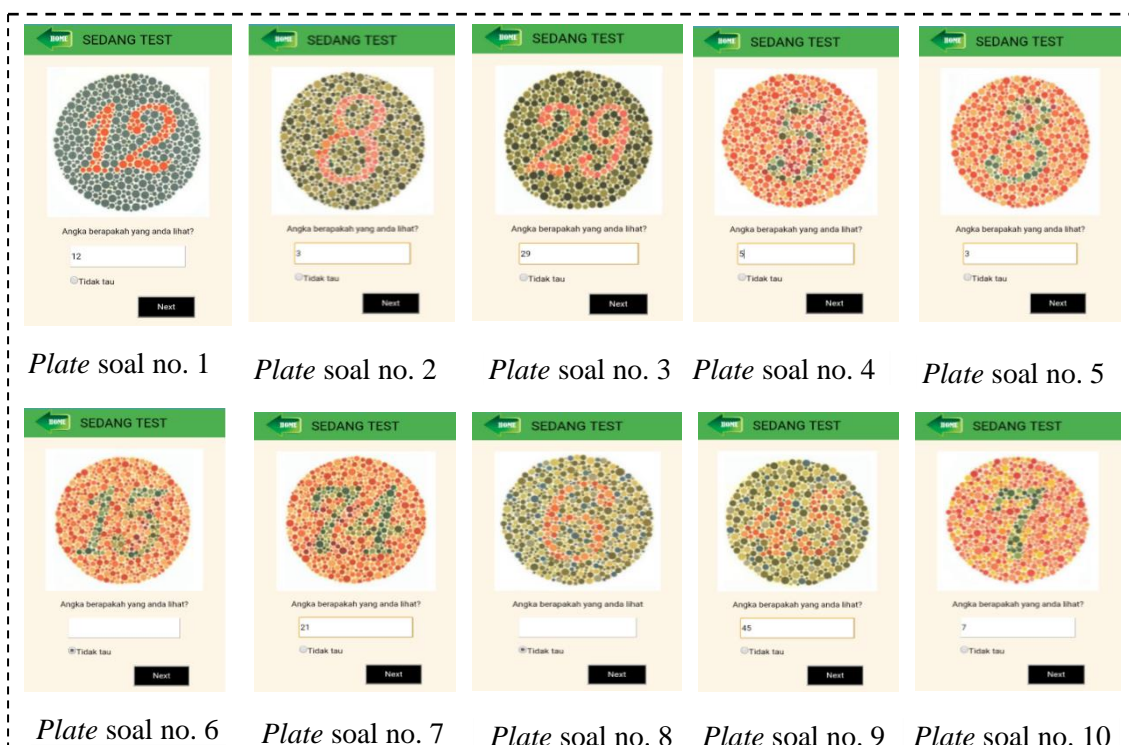 HOME SEDANG TEST
12
Angka berapakah yang anda lihat?
12
Tidak tau
Next
Plate soal no. 1
HOME SEDANG TEST
8
Angka berapakah yang anda lihat?
3
Tidak tau
Next
Plate soal no. 2
HOME SEDANG TEST
29
Angka berapakah yang anda lihat?
29
Tidak tau
Next
Plate soal no. 3
HOME SEDANG TEST
5
Angka berapakah yang anda lihat?
5
Tidak tau
Next
Plate soal no. 4
HOME SEDANG TEST
3
Angka berapakah yang anda lihat?
3
Tidak tau
Next
Plate soal no. 5
HOME SEDANG TEST
15
Angka berapakah yang anda lihat?
Tidak tau
Next
Plate soal no. 6
HOME SEDANG TEST
74
Angka berapakah yang anda lihat?
21
Tidak tau
Next
Plate soal no. 7
HOME SEDANG TEST
6
Angka berapakah yang anda lihat
Tidak tau
Next
Plate soal no. 8
HOME SEDANG TEST
45
Angka berapakah yang anda lihat?
45
Tidak tau
Next
Plate soal no. 9
HOME SEDANG TEST
7
Angka berapakah yang anda lihat?
7
Tidak tau
Next
Plate soal no. 10